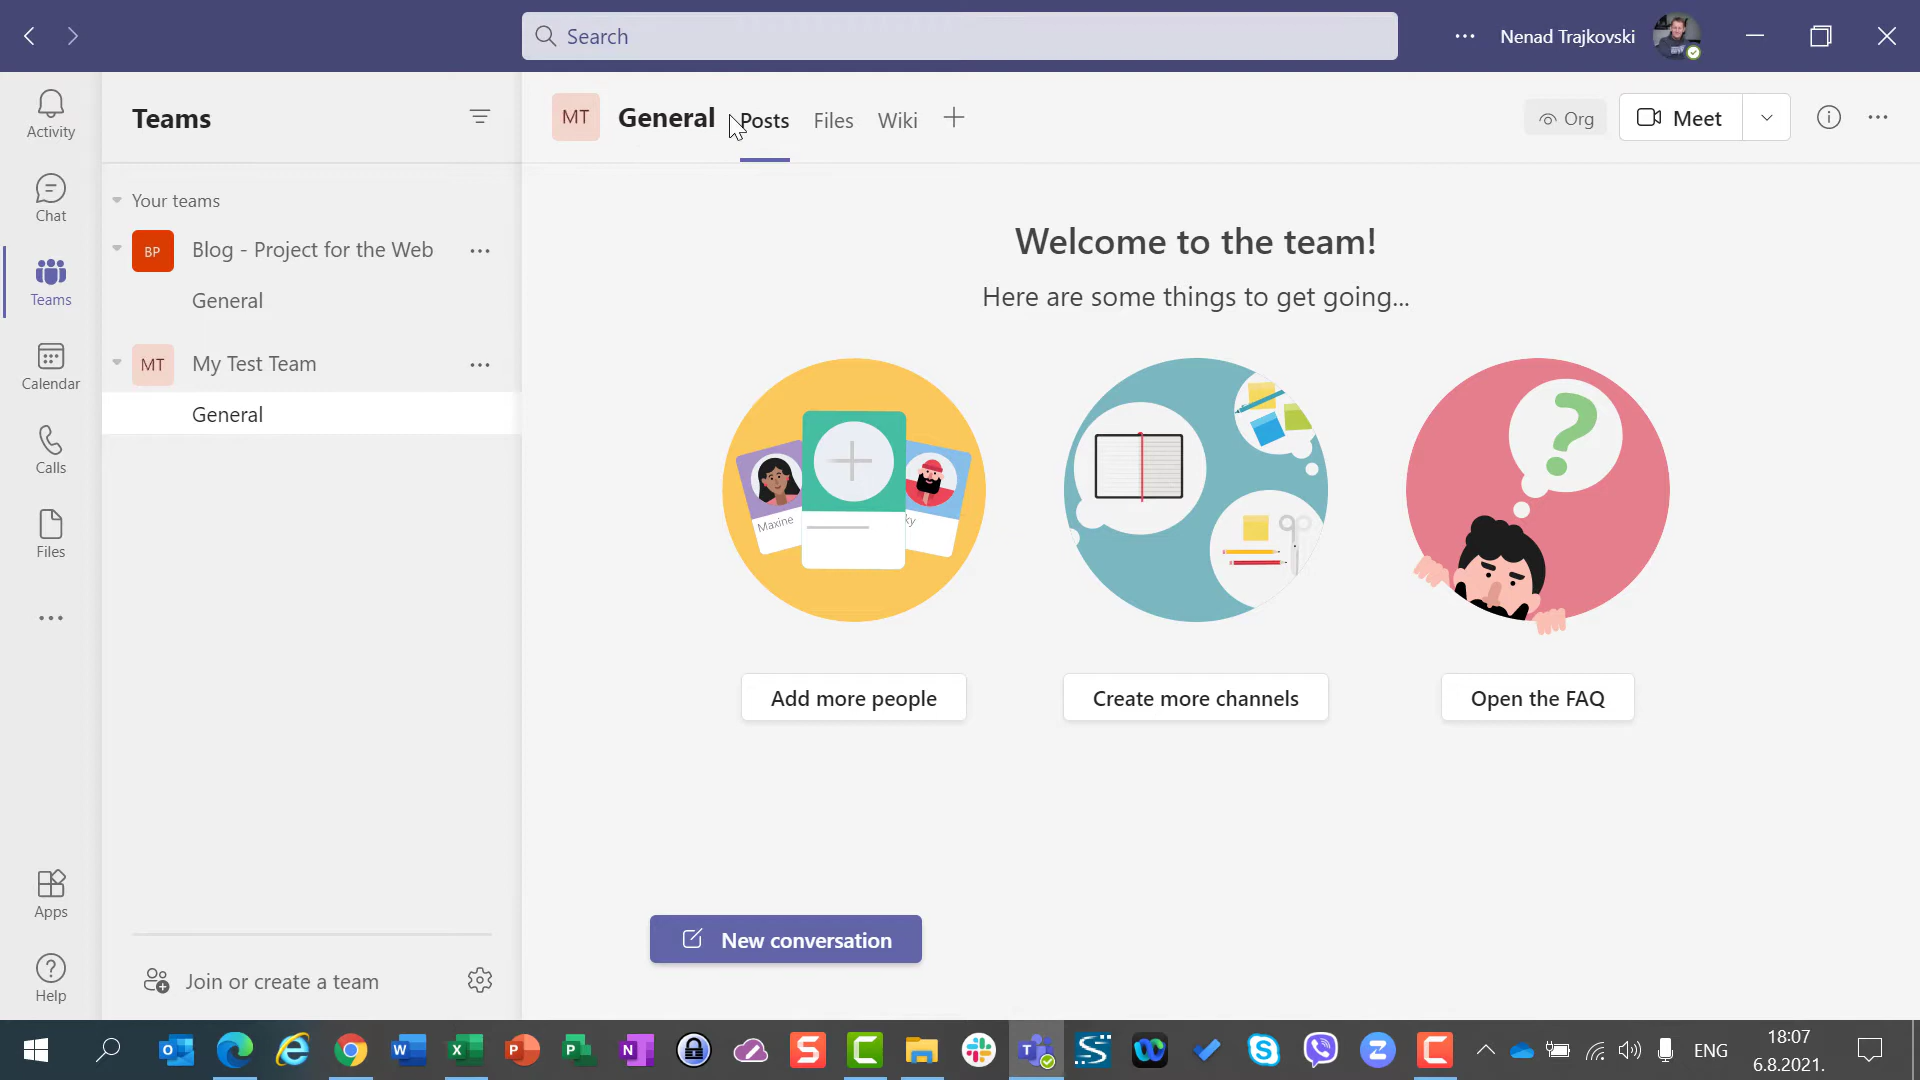 Search
Nenad Trajkovski
Activity
Chat
Teams
Calendar
Calls
Files
Apps
Help
Teams
Your teams
BP Blog - Project for the Web
General
MT My Test Team
General
Join or create a team
MT General Posts Files Wiki
Org
Meet
Welcome to the team!
Here are some things to get going...
Maxine
ky
Add more people
Create more channels
Open the FAQ
New conversation
ENG
18:07
6.8.2021.